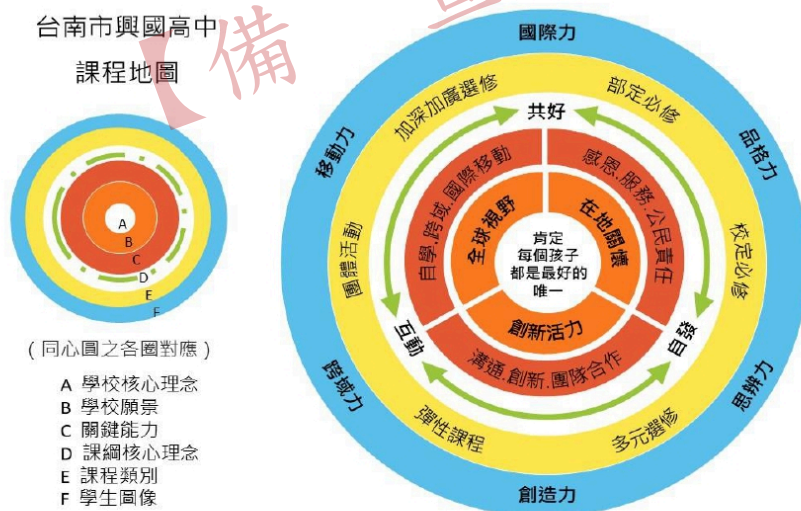 台南市興國高中
課程地圖
【備
A
B
C
D
E
F
(同心圓之各圈對應)
A 學校核心理念
B 學校願景
C 關鍵能力
D 課綱核心理念
E 課程類別
F 學生圖像
國際力
品格力
思辨力
創造力
跨域力
移動力
加深加廣選修
部定必修
校定必修
多元選修
彈性課程
團體活動
共好
自發
互動
自學.跨域.國際移動
感恩.服務.公民責任
溝通.創新.團隊合作
全球視野
在地關懷
創新活力
肯定
每個孩子
都是最好的
唯一